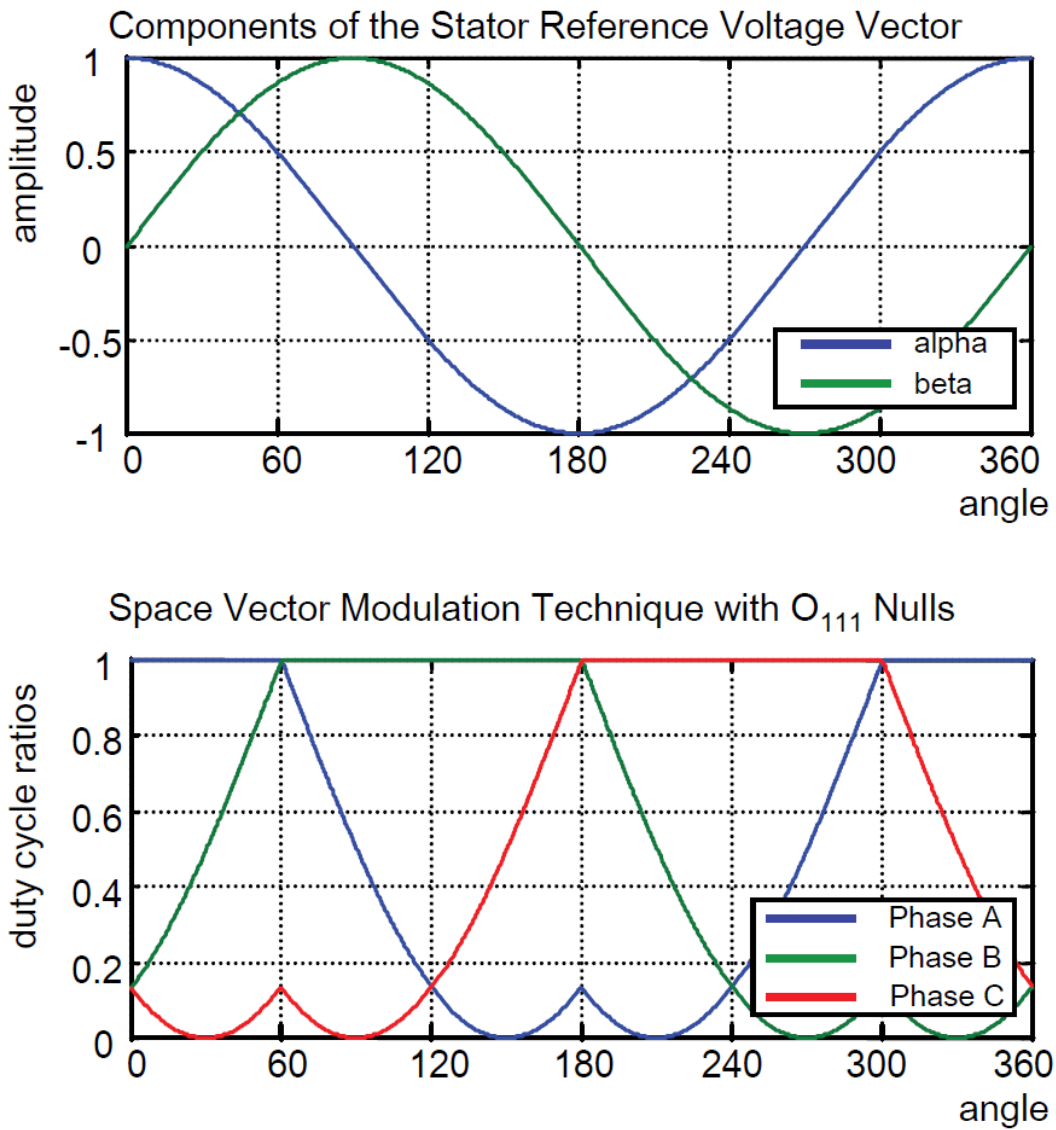 Components of the Stator Reference Voltage Vector
amplitude
1
0.5
0
-0.5
-1
alpha
beta
0 60 120 180 240 300 360
angle
Space Vector Modulation Technique with O111 Nulls
duty cycle ratios
1
0.8
0.6
0.4
0.2
0
Phase A
Phase B
Phase C
0 60 120 180 240 300 360
angle